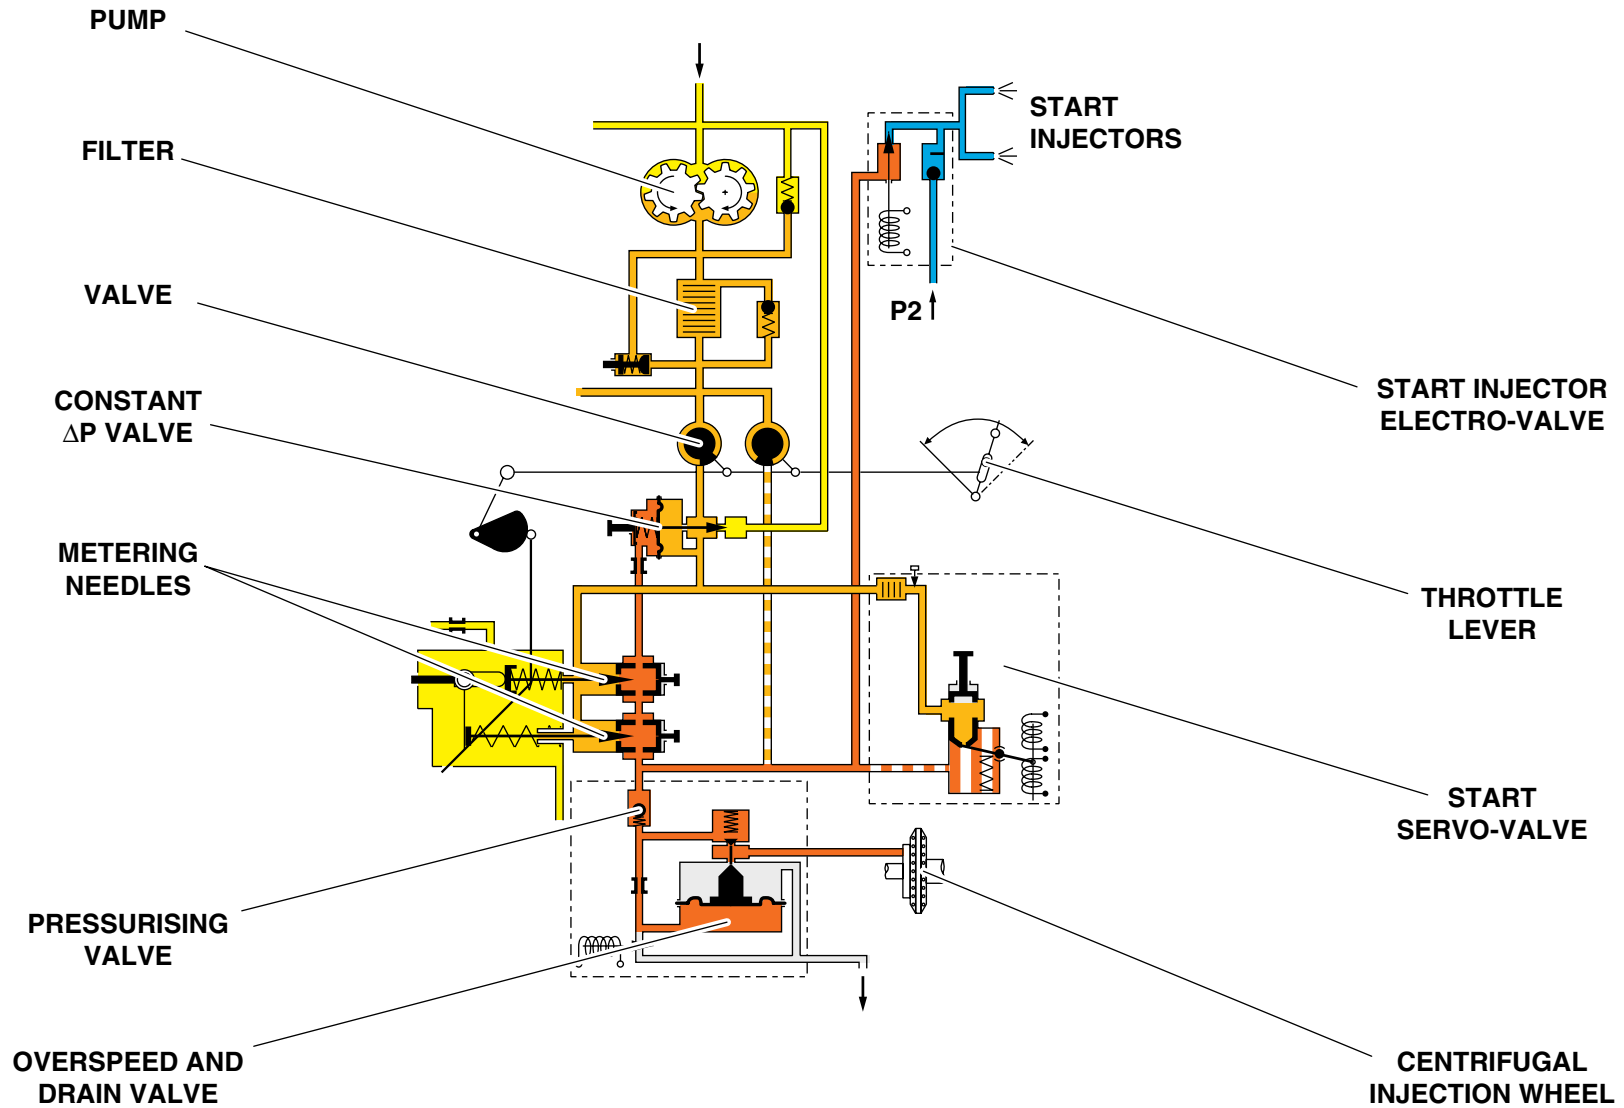 PUMP
FILTER
VALVE
CONSTANT
∆P VALVE
METERING
NEEDLES
PRESSURISING
VALVE
OVERSPEED AND
DRAIN VALVE
START
INJECTORS
P2
START INJECTOR
ELECTRO-VALVE
THROTTLE
LEVER
START
SERVO-VALVE
CENTRIFUGAL
INJECTION WHEEL